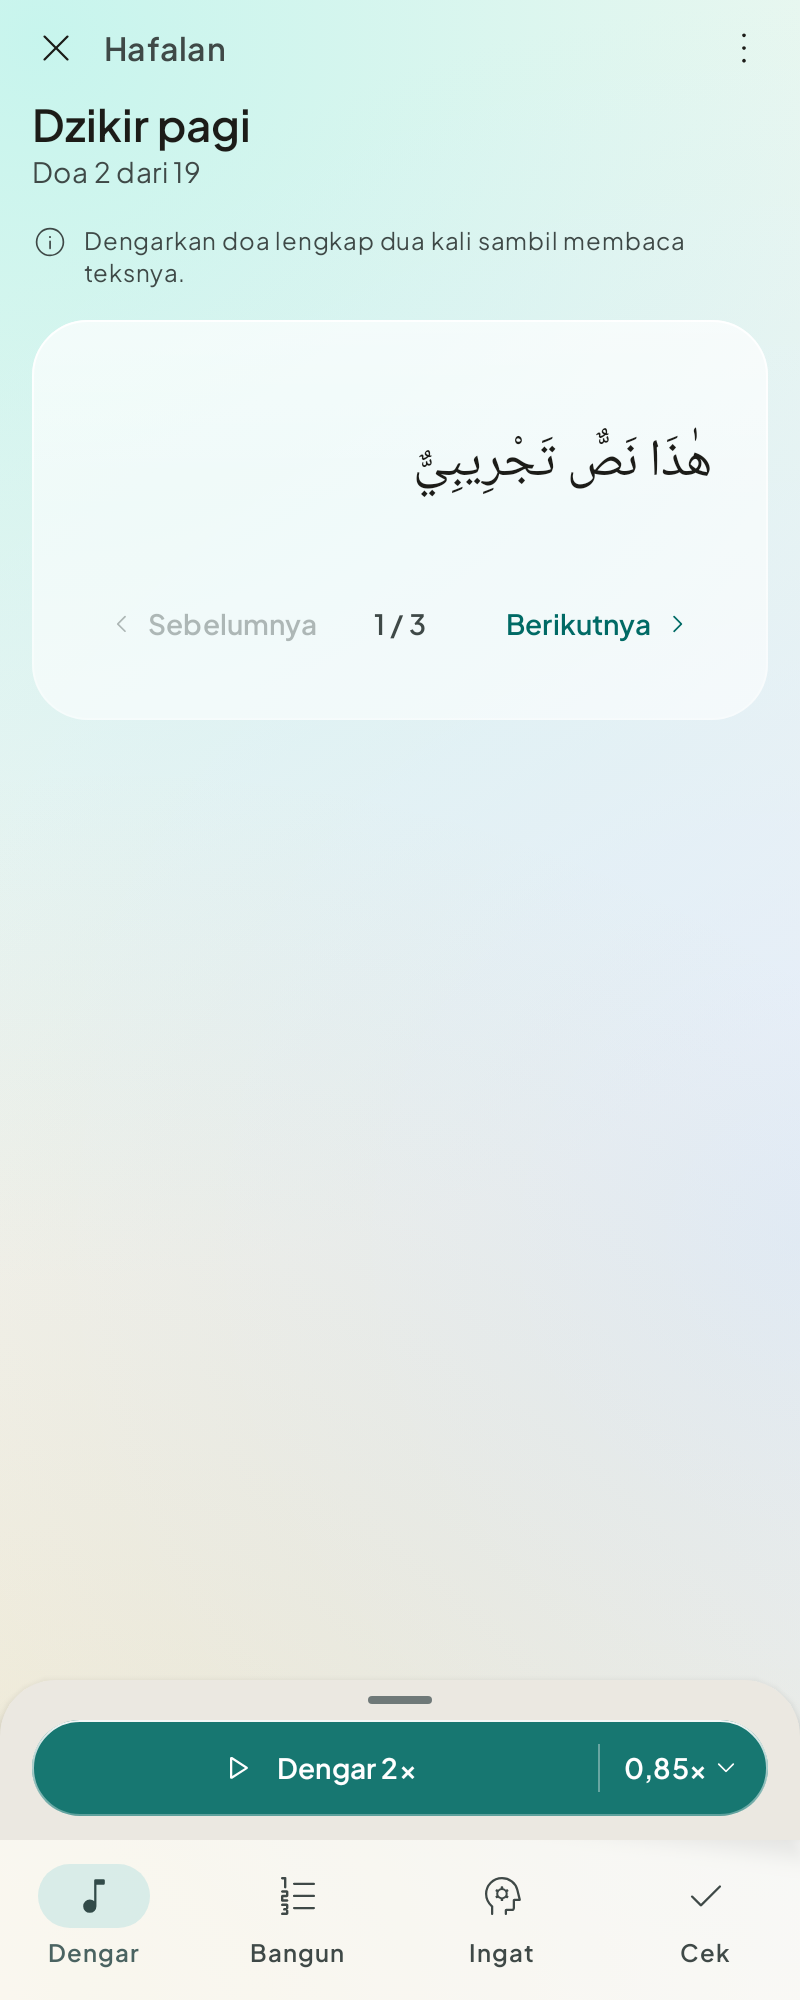 Hafalan
Dzikir pagi
Doa 2 dari 19
Dengarkan doa lengkap dua kali sambil membaca
teksnya.
هٰذَا نَصٌّ تَجْرِيبِيٌّ
Sebelumnya 1 / 3 Berikutnya
Dengar 2× 0,85×
Dengar Bangun Ingat Cek